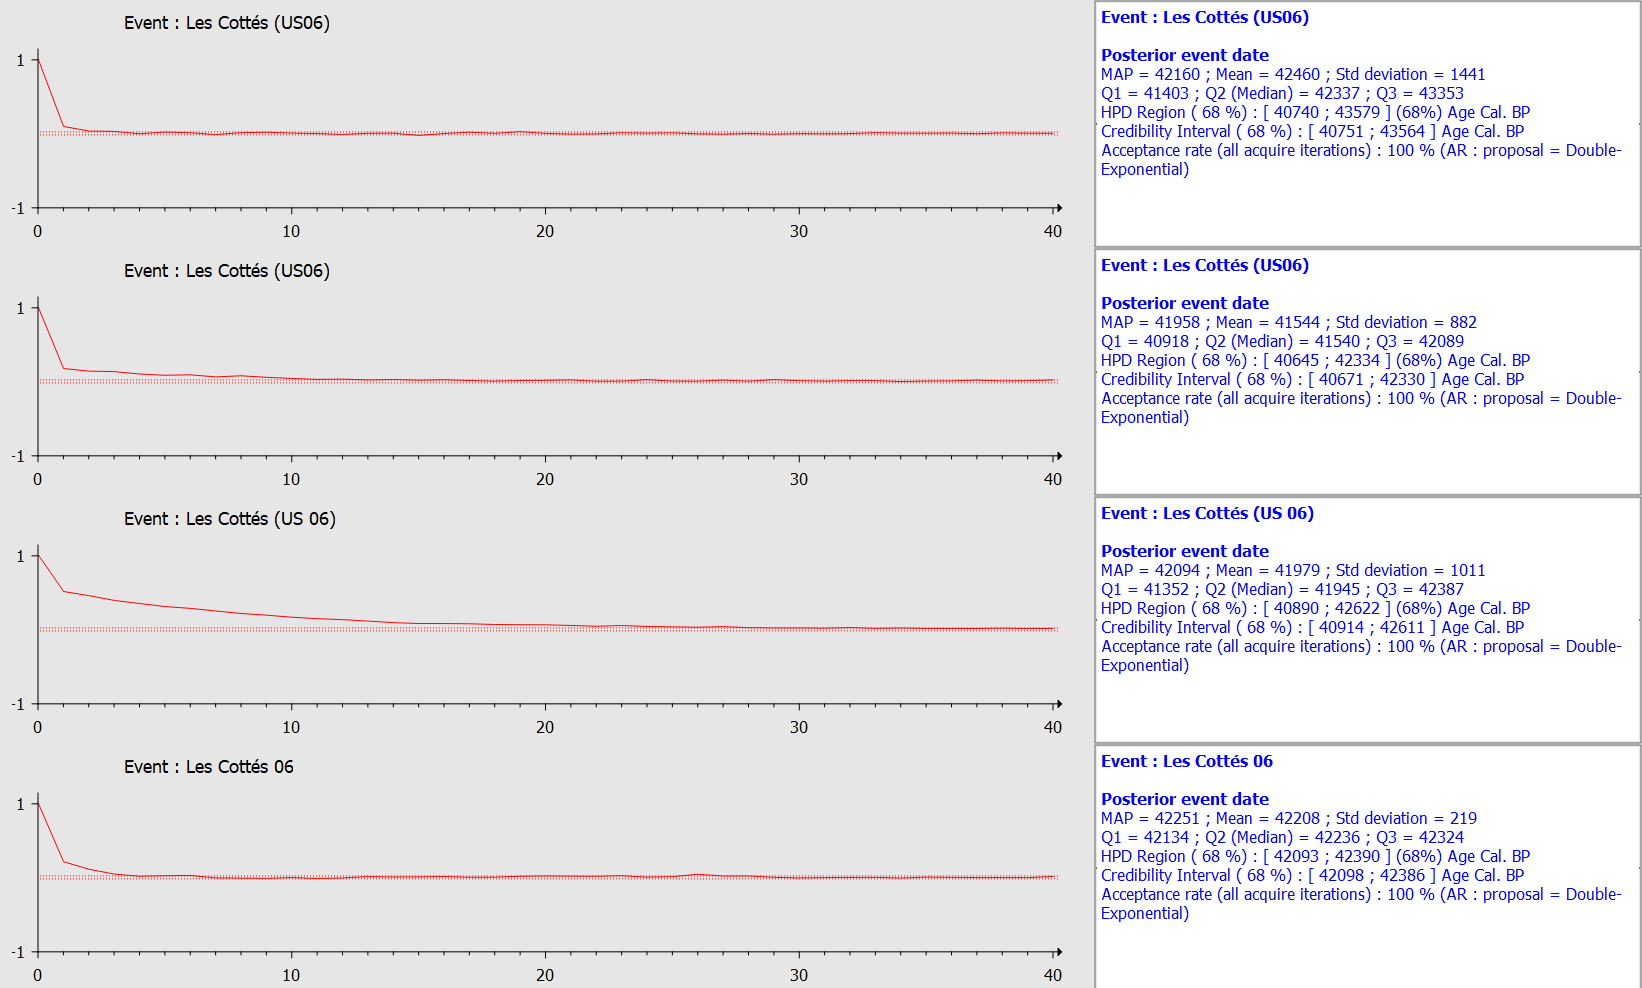 Event : Les Cottés (US06)
1
-1
0 10 20 30 40
Event : Les Cottés (US06)
Posterior event date
MAP = 42160 ; Mean = 42460 ; Std deviation = 1441
Q1 = 41403 ; Q2 (Median) = 42337 ; Q3 = 43353
HPD Region ( 68 %) : [ 40740 ; 43579 ] (68%) Age Cal. BP
Credibility Interval ( 68 %) : [ 40751 ; 43564 ] Age Cal. BP
Acceptance rate (all acquire iterations) : 100 % (AR : proposal = Double-
Exponential)
Event : Les Cottés (US06)
1
-1
0 10 20 30 40
Event : Les Cottés (US06)
Posterior event date
MAP = 41958 ; Mean = 41544 ; Std deviation = 882
Q1 = 40918 ; Q2 (Median) = 41540 ; Q3 = 42089
HPD Region ( 68 %) : [ 40645 ; 42334 ] (68%) Age Cal. BP
Credibility Interval ( 68 %) : [ 40671 ; 42330 ] Age Cal. BP
Acceptance rate (all acquire iterations) : 100 % (AR : proposal = Double-
Exponential)
Event : Les Cottés (US 06)
1
-1
0 10 20 30 40
Event : Les Cottés (US 06)
Posterior event date
MAP = 42094 ; Mean = 41979 ; Std deviation = 1011
Q1 = 41352 ; Q2 (Median) = 41945 ; Q3 = 42387
HPD Region ( 68 %) : [ 40890 ; 42622 ] (68%) Age Cal. BP
Credibility Interval ( 68 %) : [ 40914 ; 42611 ] Age Cal. BP
Acceptance rate (all acquire iterations) : 100 % (AR : proposal = Double-
Exponential)
Event : Les Cottés 06
1
-1
0 10 20 30 40
Event : Les Cottés 06
Posterior event date
MAP = 42251 ; Mean = 42208 ; Std deviation = 219
Q1 = 42134 ; Q2 (Median) = 42236 ; Q3 = 42324
HPD Region ( 68 %) : [ 42093 ; 42390 ] (68%) Age Cal. BP
Credibility Interval ( 68 %) : [ 42098 ; 42386 ] Age Cal. BP
Acceptance rate (all acquire iterations) : 100 % (AR : proposal = Double-
Exponential)